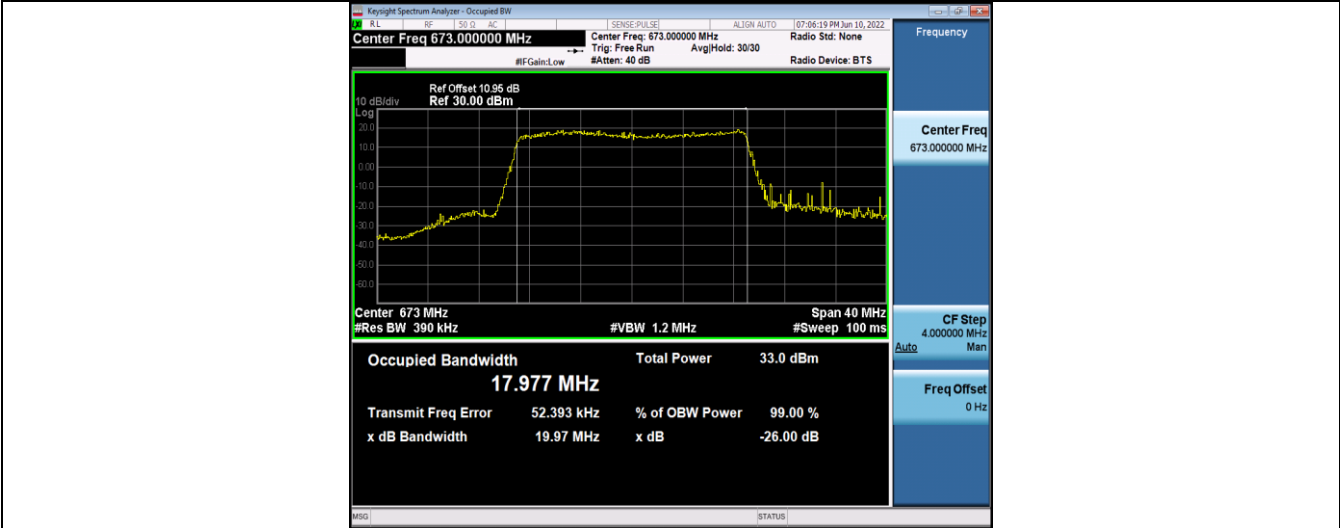 Keysight Spectrum Analyzer - Occupied BW
RL RF 50 Ω AC SENSE:PULSE ALIGN AUTO 07:06:19 PM Jun 10, 2022
Center Freq 673.000000 MHz
Center Freq: 673.000000 MHz Radio Std: None
Trig: Free Run Avg|Hold: 30/30
#IFGain:Low #Atten: 40 dB Radio Device: BTS
Frequency
Ref Offset 10.95 dB
10 dB/div Ref 30.00 dBm
Log
20.0
10.0
0.00
-10.0
-20.0
-30.0
-40.0
-50.0
-60.0
Center 673 MHz Span 40 MHz
#Res BW 390 kHz #VBW 1.2 MHz #Sweep 100 ms
Occupied Bandwidth Total Power 33.0 dBm
17.977 MHz
Transmit Freq Error 52.393 kHz % of OBW Power 99.00 %
x dB Bandwidth 19.97 MHz x dB -26.00 dB
Center Freq
673.000000 MHz
CF Step
4.000000 MHz
Auto Man
Freq Offset
0 Hz
MSG STATUS